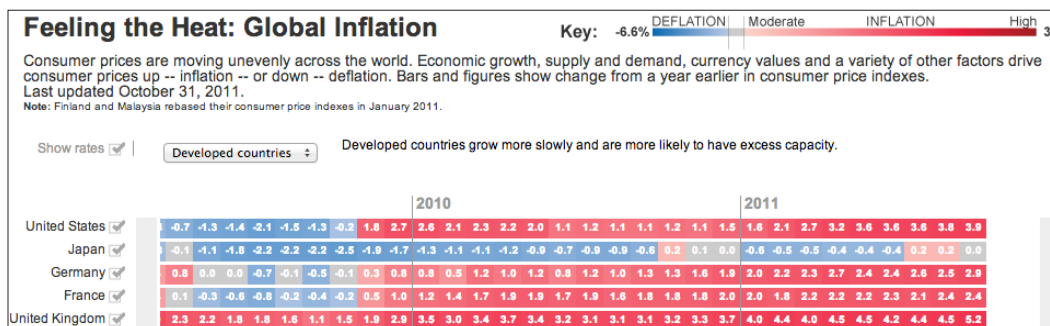 Feeling the Heat: Global Inflation
Key: -6.6% DEFLATION Moderate INFLATION High 3
Consumer prices are moving unevenly across the world. Economic growth, supply and demand, currency values and a variety of other factors drive
consumer prices up -- inflation -- or down -- deflation. Bars and figures show change from a year earlier in consumer price indexes.
Last updated October 31, 2011.
Note: Finland and Malaysia rebased their consumer price indexes in January 2011.
Show rates Developed countries Developed countries grow more slowly and are more likely to have excess capacity.
2010 2011
United States -0.7 -1.3 -1.4 -2.1 -1.5 -1.3 -0.2 1.8 2.7 2.6 2.1 2.3 2.2 2.0 1.1 1.2 1.1 1.1 1.2 1.1 1.5 1.6 2.1 2.7 3.2 3.6 3.6 3.6 3.8 3.9
Japan -0.1 -1.1 -1.8 -2.2 -2.2 -2.2 -2.5 -1.9 -1.7 -1.3 -1.1 -1.1 -1.2 -0.9 -0.7 -0.9 -0.9 -0.6 0.2 0.1 0.0 -0.6 -0.5 -0.5 -0.4 -0.4 -0.4 0.2 0.2 0.0
Germany 0.8 0.0 0.0 -0.7 -0.1 -0.5 -0.1 0.3 0.8 0.8 0.5 1.2 1.0 1.2 0.8 1.2 1.0 1.3 1.3 1.6 1.9 2.0 2.2 2.3 2.7 2.4 2.4 2.6 2.5 2.9
France 0.1 -0.3 -0.6 -0.8 -0.2 -0.4 -0.2 0.5 1.0 1.2 1.4 1.7 1.9 1.9 1.7 1.9 1.6 1.8 1.8 1.8 2.0 2.0 1.8 2.2 2.2 2.2 2.3 2.1 2.4 2.4
United Kingdom 2.3 2.2 1.8 1.8 1.6 1.1 1.5 1.9 2.9 3.5 3.0 3.4 3.7 3.4 3.2 3.1 3.1 3.1 3.2 3.3 3.7 4.0 4.4 4.0 4.5 4.5 4.2 4.4 4.5 5.2